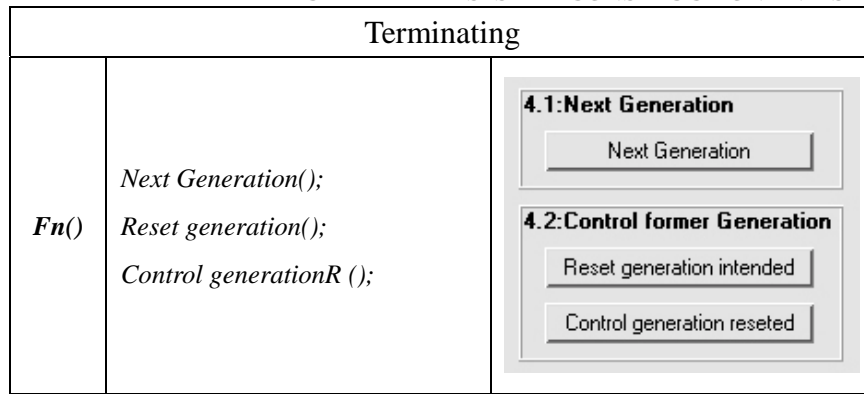 Terminating
Fn()
Next Generation();
Reset generation();
Control generationR ();
4.1:Next Generation
Next Generation
4.2:Control former Generation
Reset generation intended
Control generation reseted